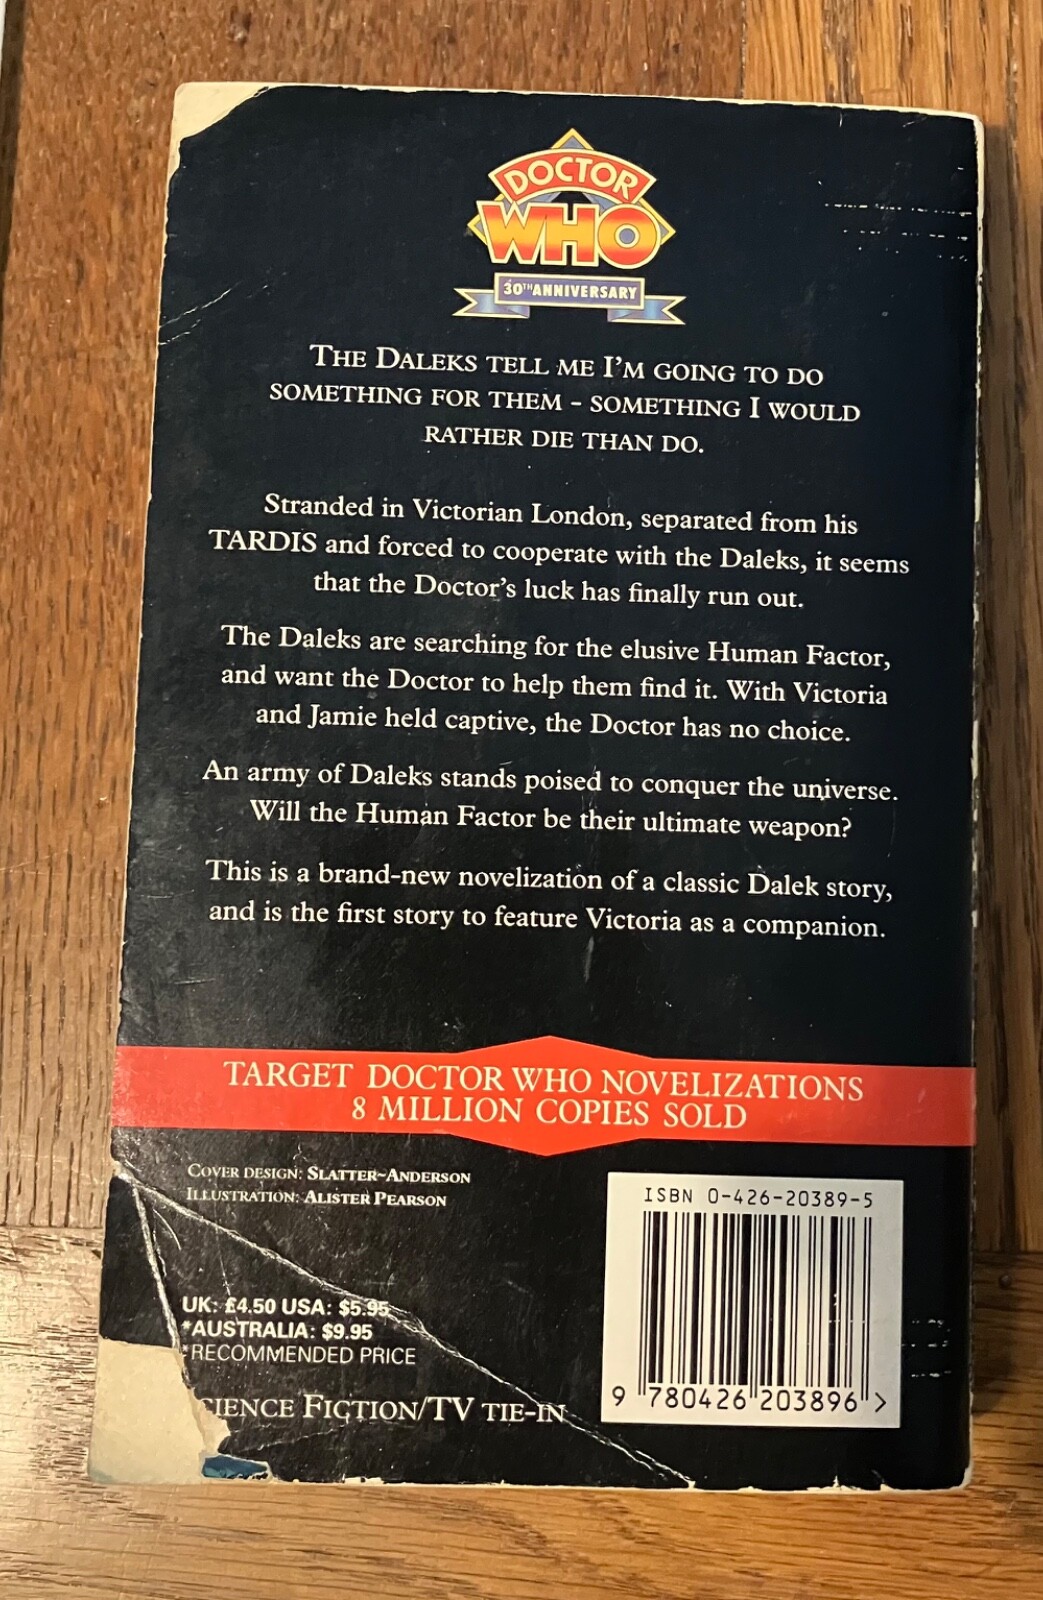 DOCTOR
WHO
30TH ANNIVERSARY
THE DALEKS TELL ME I'M GOING TO DO
SOMETHING FOR THEM – SOMETHING I WOULD
RATHER DIE THAN DO.
Stranded in Victorian London, separated from his
TARDIS and forced to cooperate with the Daleks, it seems
that the Doctor's luck has finally run out.
The Daleks are searching for the elusive Human Factor,
and want the Doctor to help them find it. With Victoria
and Jamie held captive, the Doctor has no choice.
An army of Daleks stands poised to conquer the universe.
Will the Human Factor be their ultimate weapon?
This is a brand-new novelization of a classic Dalek story,
and is the first story to feature Victoria as a companion.
TARGET DOCTOR WHO NOVELIZATIONS
8 MILLION COPIES SOLD
COVER DESIGN: SLATTER~ANDERSON
ILLUSTRATION: ALISTER PEARSON
ISBN 0-426-20389-5
UK: £4.50 USA: $5.95
*AUSTRALIA: $9.95
*RECOMMENDED PRICE
CIENCE FICTION/TV TIE-IN
9 780426 203896 >